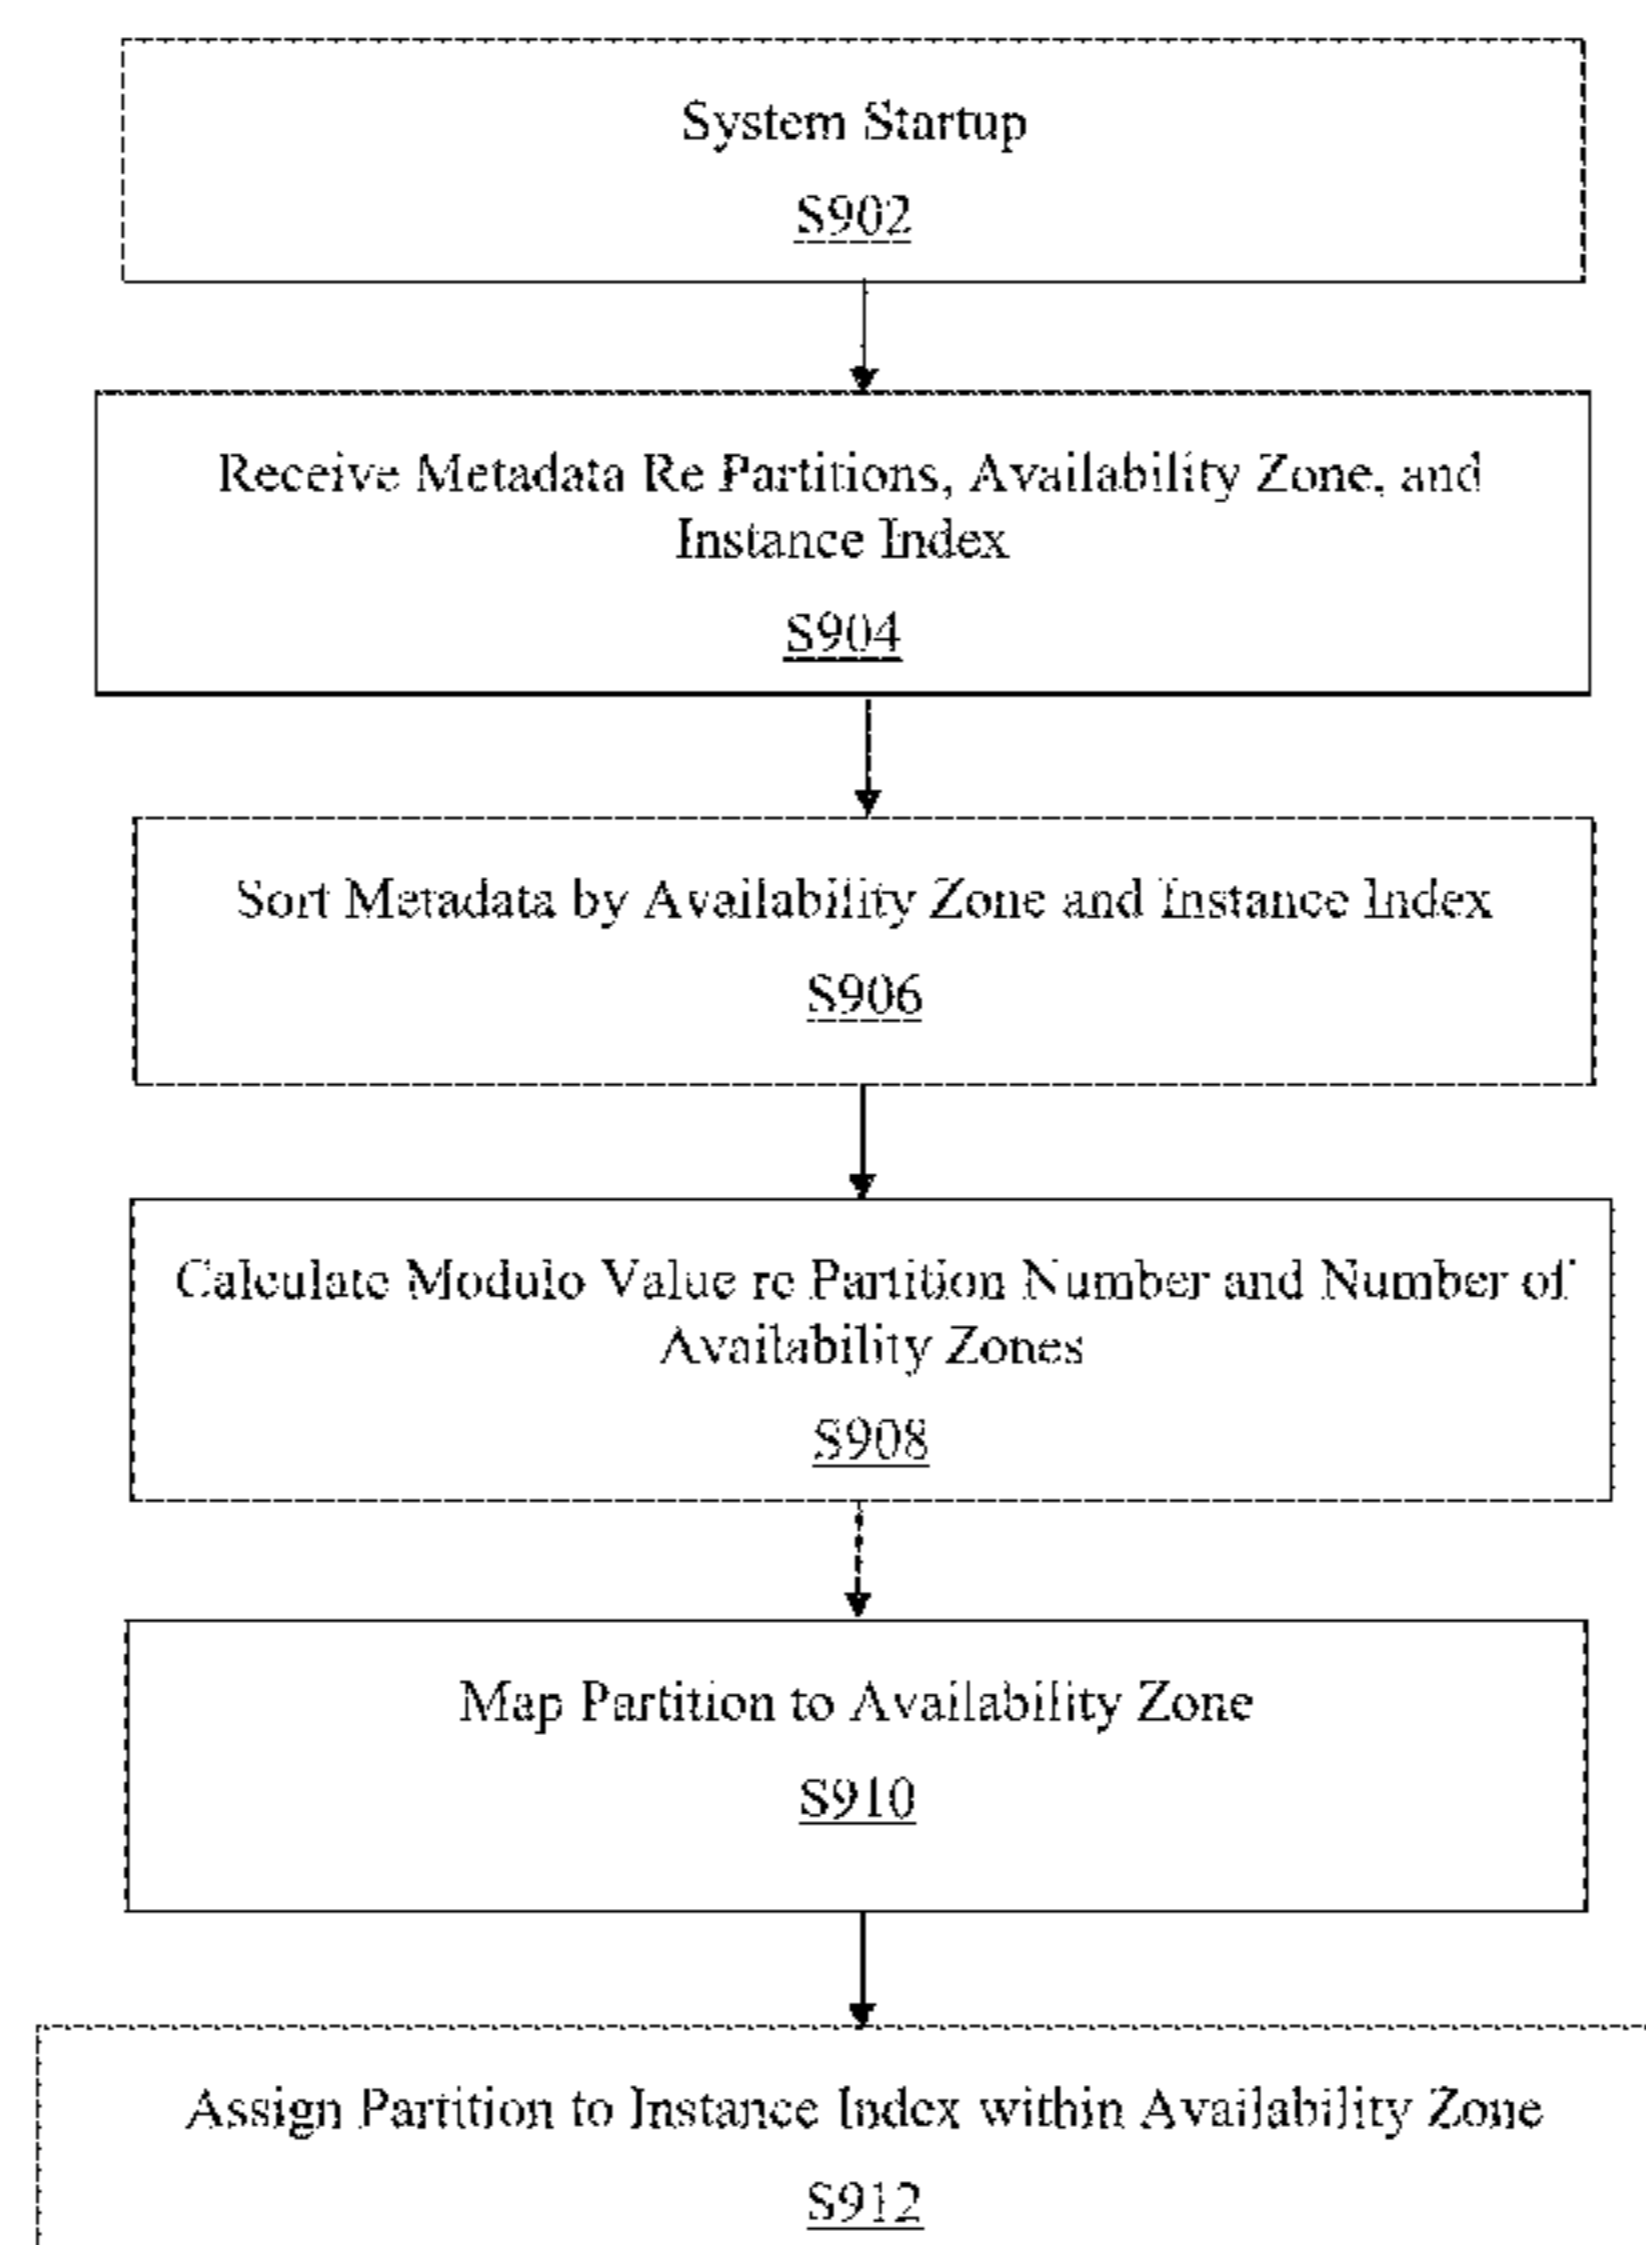 System Startup
S902
Receive Metadata Re Partitions, Availability Zone, and
Instance Index
S904
Sort Metadata by Availability Zone and Instance Index
S906
Calculate Modulo Value re Partition Number and Number of
Availability Zones
S908
Map Partition to Availability Zone
S910
Assign Partition to Instance Index within Availability Zone
S912